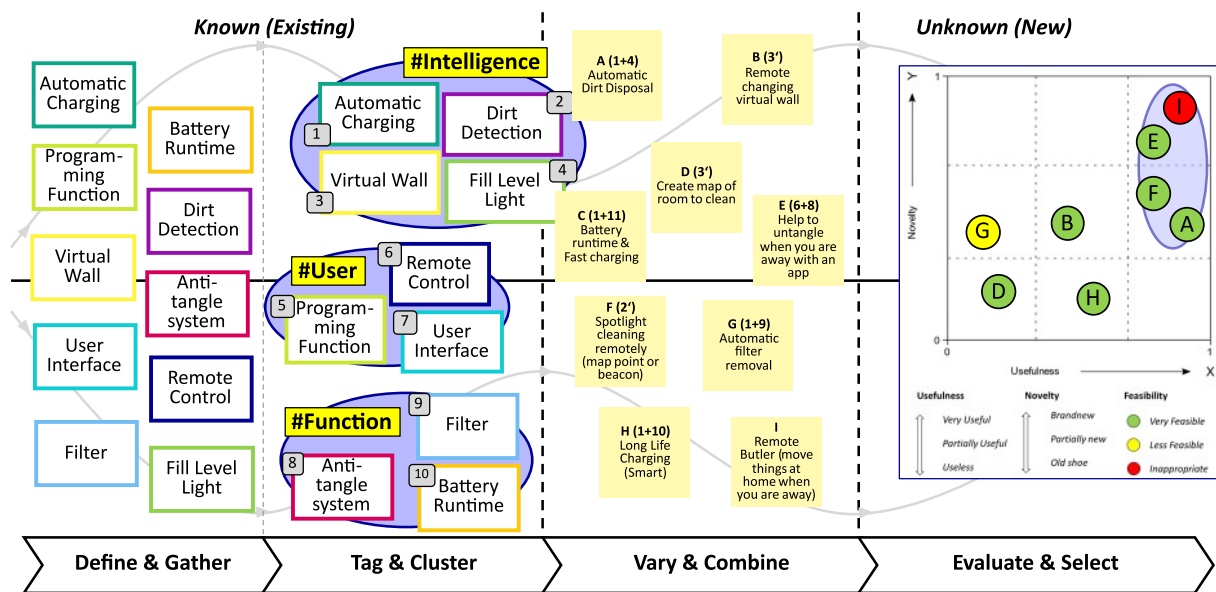 Known (Existing)
Unknown (New)
Automatic
Charging
Battery
Runtime
Program-
ming
Function
Dirt
Detection
Virtual
Wall
Anti-
tangle
system
User
Interface
Remote
Control
Filter
Fill Level
Light
#Intelligence
Automatic
Charging
1
2
Dirt
Detection
Virtual Wall
3
4
Fill Level
Light
#User
6
Remote
Control
5
Program-
ming
Function
7
User
Interface
#Function
9
Filter
8
Anti-
tangle
system
10
Battery
Runtime
A (1+4)
Automatic
Dirt Disposal
B (3‘)
Remote
changing
virtual wall
D (3‘)
Create map of
room to clean
C (1+11)
Battery
runtime &
Fast charging
E (6+8)
Help to
untangle
when you are
away with an
app
F (2‘)
Spotlight
cleaning
remotely
(map point or
beacon)
G (1+9)
Automatic
filter
removal
H (1+10)
Long Life
Charging
(Smart)
I
Remote
Butler (move
things at
home when
you are away)
1
Y
Novelty
0
I
E
F
A
G
B
D
H
1
Usefulness
X
Usefulness
Very Useful
Partially Useful
Useless
Novelty
Brandnew
Partially new
Old shoe
Feasibility
Very Feasible
Less Feasible
Inappropriate
Define & Gather
Tag & Cluster
Vary & Combine
Evaluate & Select